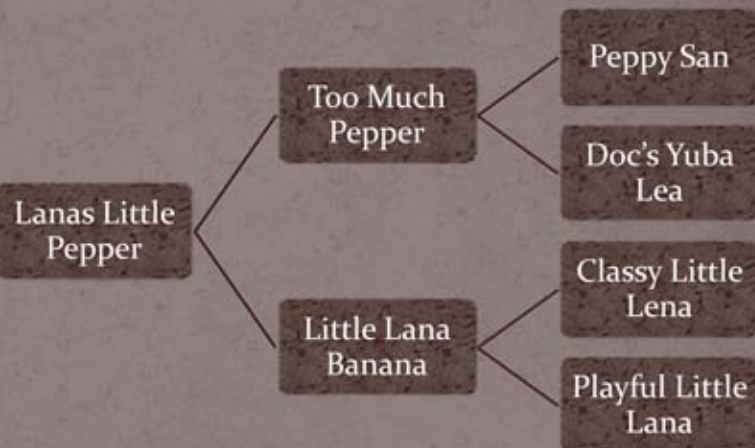 Lanas Little
Pepper
Too Much
Pepper
Little Lana
Banana
Peppy San
Doc's Yuba
Lea
Classy Little
Lena
Playful Little
Lana